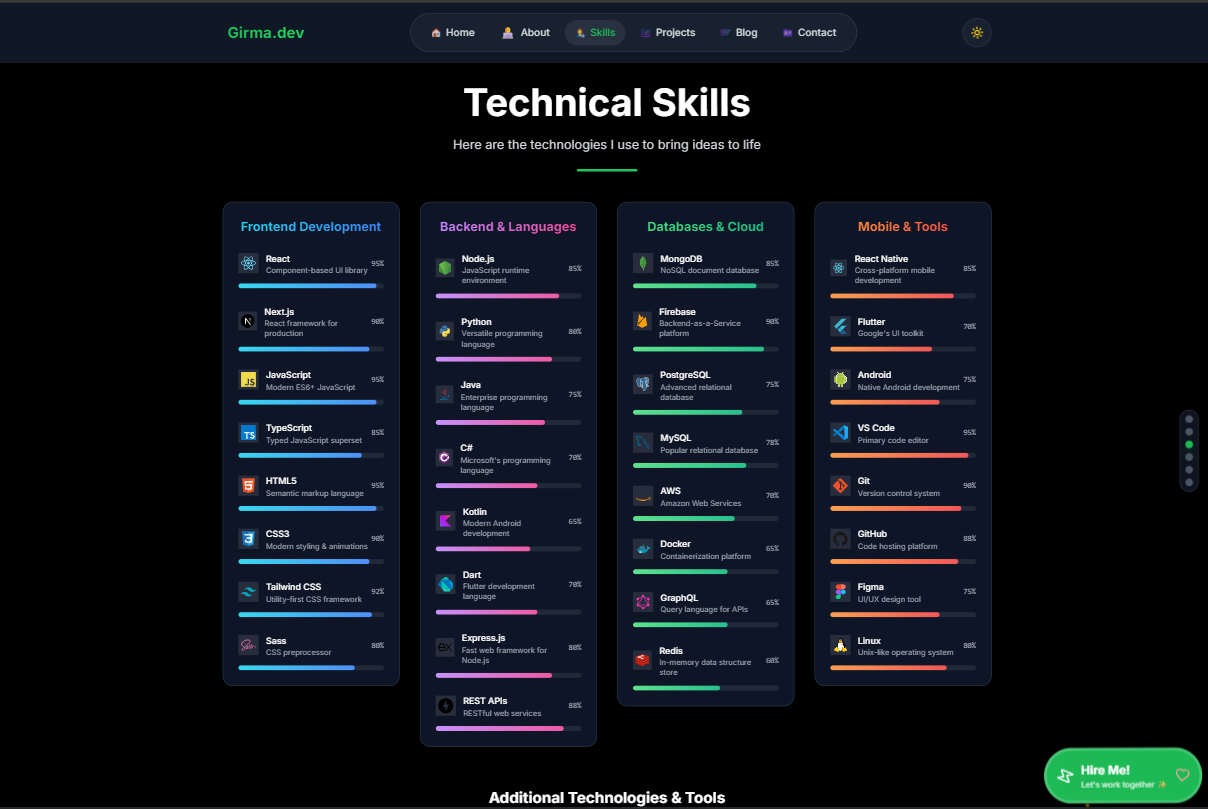 Girma.dev
Home
About
Skills
Projects
Blog
Contact
Technical Skills
Here are the technologies I use to bring ideas to life
Frontend Development
React
Component-based UI library
95%
Next.js
React framework for
production
90%
JS
JavaScript
Modern ES6+ JavaScript
95%
TS
TypeScript
Typed JavaScript superset
85%
HTML5
Semantic markup language
95%
CSS3
Modern styling & animations
90%
Tailwind CSS
Utility-first CSS framework
92%
Sass
Sass
CSS preprocessor
80%
Backend & Languages
Node.js
JavaScript runtime
environment
85%
Python
Versatile programming
language
80%
Java
Enterprise programming
language
75%
C#
Microsoft's programming
language
70%
Kotlin
Modern Android
development
65%
Dart
Flutter development
language
70%
ex
Express.js
Fast web framework for
Node.js
80%
REST APIs
RESTful web services
88%
Databases & Cloud
MongoDB
NoSQL document database
85%
Firebase
Backend-as-a-Service
platform
90%
PostgreSQL
Advanced relational
database
75%
MySQL
Popular relational database
78%
AWS
Amazon Web Services
70%
Docker
Containerization platform
65%
GraphQL
Query language for APIs
65%
Redis
In-memory data structure
store
60%
Mobile & Tools
React Native
Cross-platform mobile
development
85%
Flutter
Google's UI toolkit
70%
Android
Native Android development
75%
VS Code
Primary code editor
95%
Git
Version control system
90%
GitHub
Code hosting platform
88%
Figma
UI/UX design tool
75%
Linux
Unix-like operating system
80%
Hire Me!
Let's work together ✨
Additional Technologies & Tools